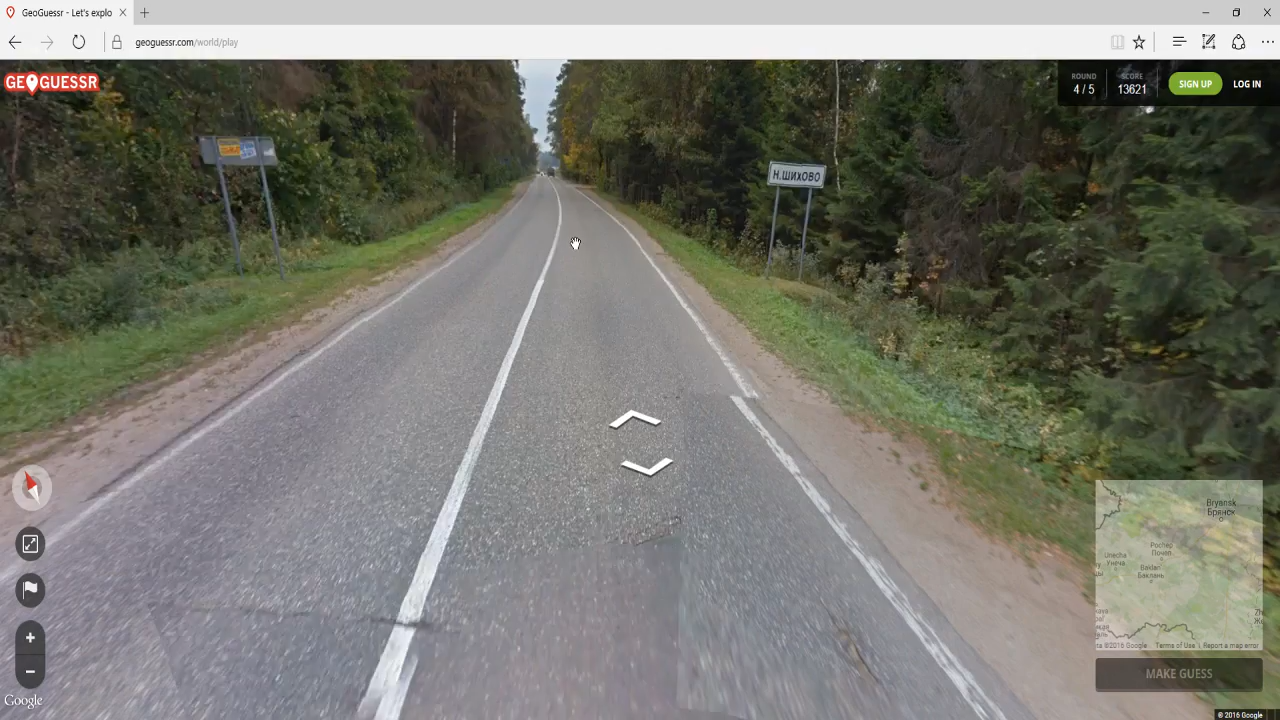 GeoGuessr - Let's explo
geoguessr.com/world/play
GEOGUESSR
ROUND
4 / 5
SCORE
13621
SIGN UP
LOG IN
Н.ШИХОВО
Bryansk
Брянск
Почеп
Unecha
Унеча
Baklan
Баклань
©2016 Google
Terms of Use
Report a map error
MAKE GUESS
Google
© 2016 Google